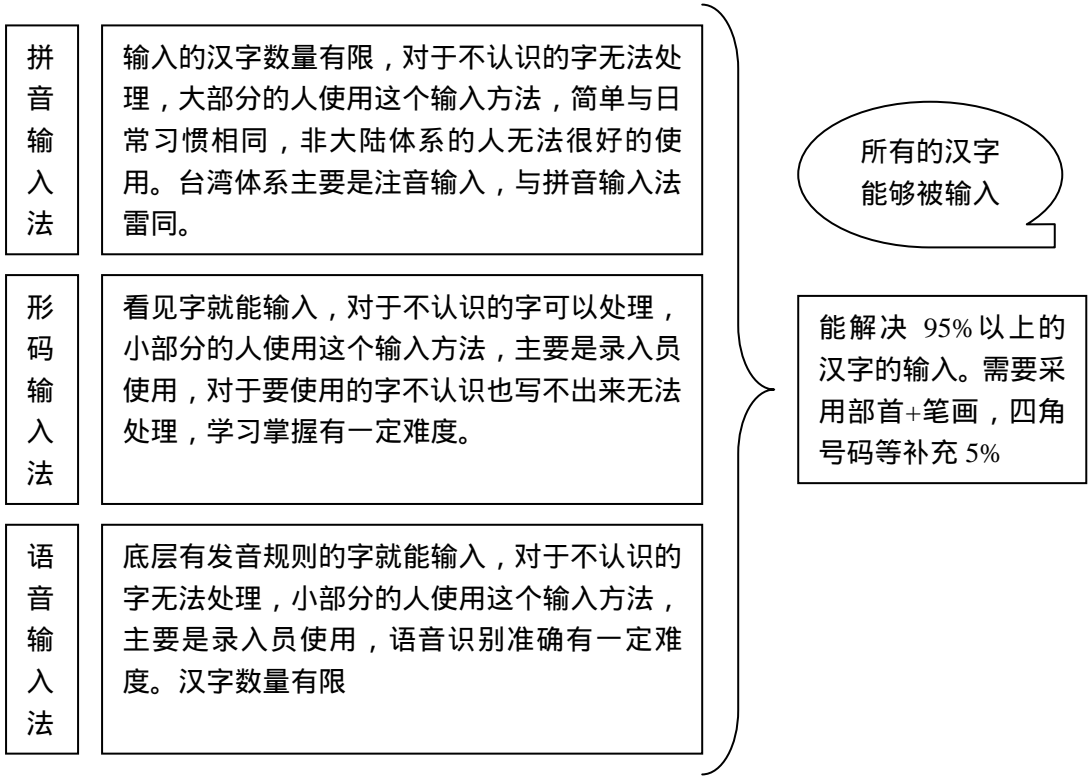 拼音输入法
输入的汉字数量有限，对于不认识的字无法处
理，大部分的人使用这个输入方法，简单与日
常习惯相同，非大陆体系的人无法很好的使
用。台湾体系主要是注音输入，与拼音输入法
雷同。
形码输入法
看见字就能输入，对于不认识的字可以处理，
小部分的人使用这个输入方法，主要是录入员
使用，对于要使用的字不认识也写不出来无法
处理，学习掌握有一定难度。
语音输入法
底层有发音规则的字就能输入，对于不认识的
字无法处理，小部分的人使用这个输入方法，
主要是录入员使用，语音识别准确有一定难
度。汉字数量有限
所有的汉字
能够被输入
能解决 95%以上的
汉字的输入。需要采
用部首+笔画，四角
号码等补充 5%